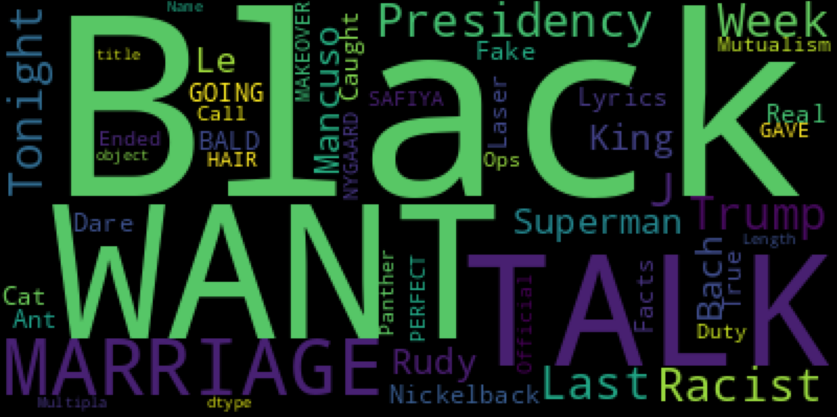 Name
Tonight
Black
title
Le
GOING
Call
BALD
HAIR
Ended
object
MAKEOVER
Mancuso
Caught
NYGAARD
Presidency
Fake
SAFIYA
Laser
Ops
Lyrics
King
J
Week
Mutualism
Real
GAVE
WANT
Dare
Cat
Ant
Panther
PERFECT
Superman
Trump
Length
TALK
Official
Facts
Bach
True
Duty
MARRIAGE
Multipla
dtype
Rudy
Nickelback
Last
Racist